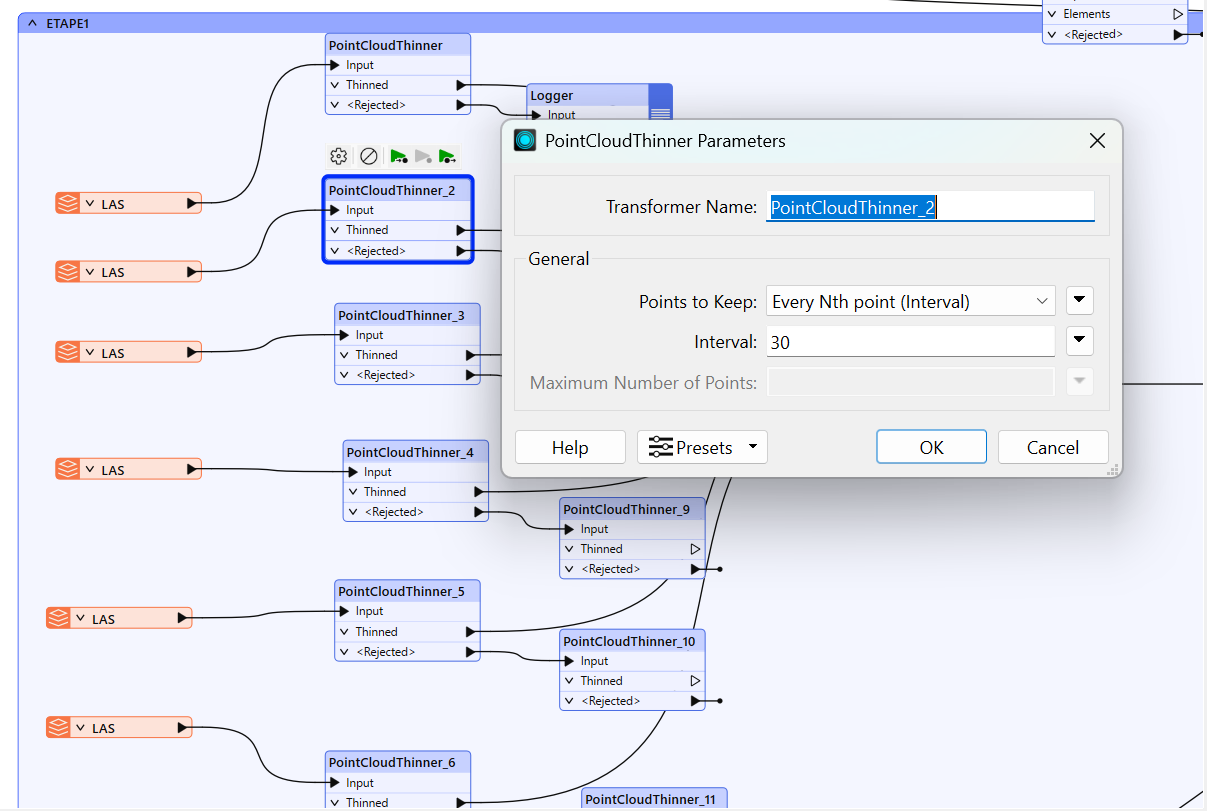 ETAPE1
Elements
<Rejected>
PointCloudThinner
Input
Thinned
<Rejected>
Logger
Input
LAS
PointCloudThinner_2
Input
Thinned
<Rejected>
LAS
PointCloudThinner_3
Input
Thinned
<Rejected>
LAS
PointCloudThinner_4
Input
Thinned
<Rejected>
LAS
PointCloudThinner_9
Input
Thinned
<Rejected>
PointCloudThinner_5
Input
Thinned
<Rejected>
LAS
PointCloudThinner_10
Input
Thinned
<Rejected>
LAS
PointCloudThinner_6
Input
Thinned
PointCloudThinner_11
PointCloudThinner Parameters
Transformer Name: PointCloudThinner_2
General
Points to Keep: Every Nth point (Interval)
Interval: 30
Maximum Number of Points:
Help Presets OK Cancel